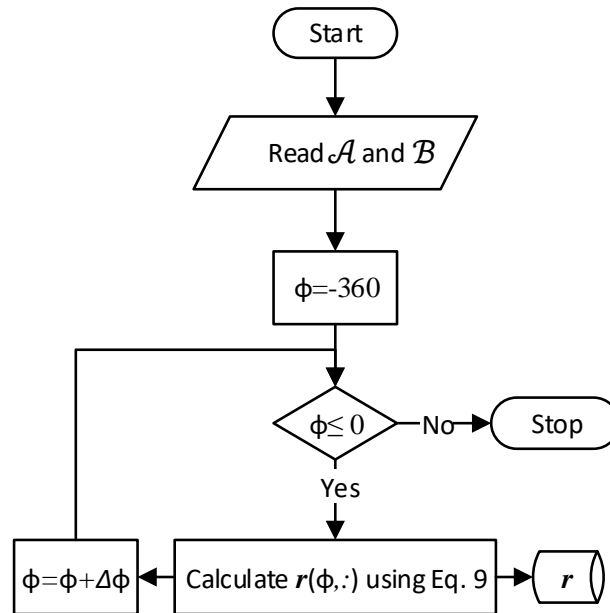 Start
Read 𝒜 and ℬ
ϕ=-360
ϕ≤ 0
No
Stop
Yes
ϕ=ϕ+Δϕ
Calculate r(ϕ,:) using Eq. 9
r